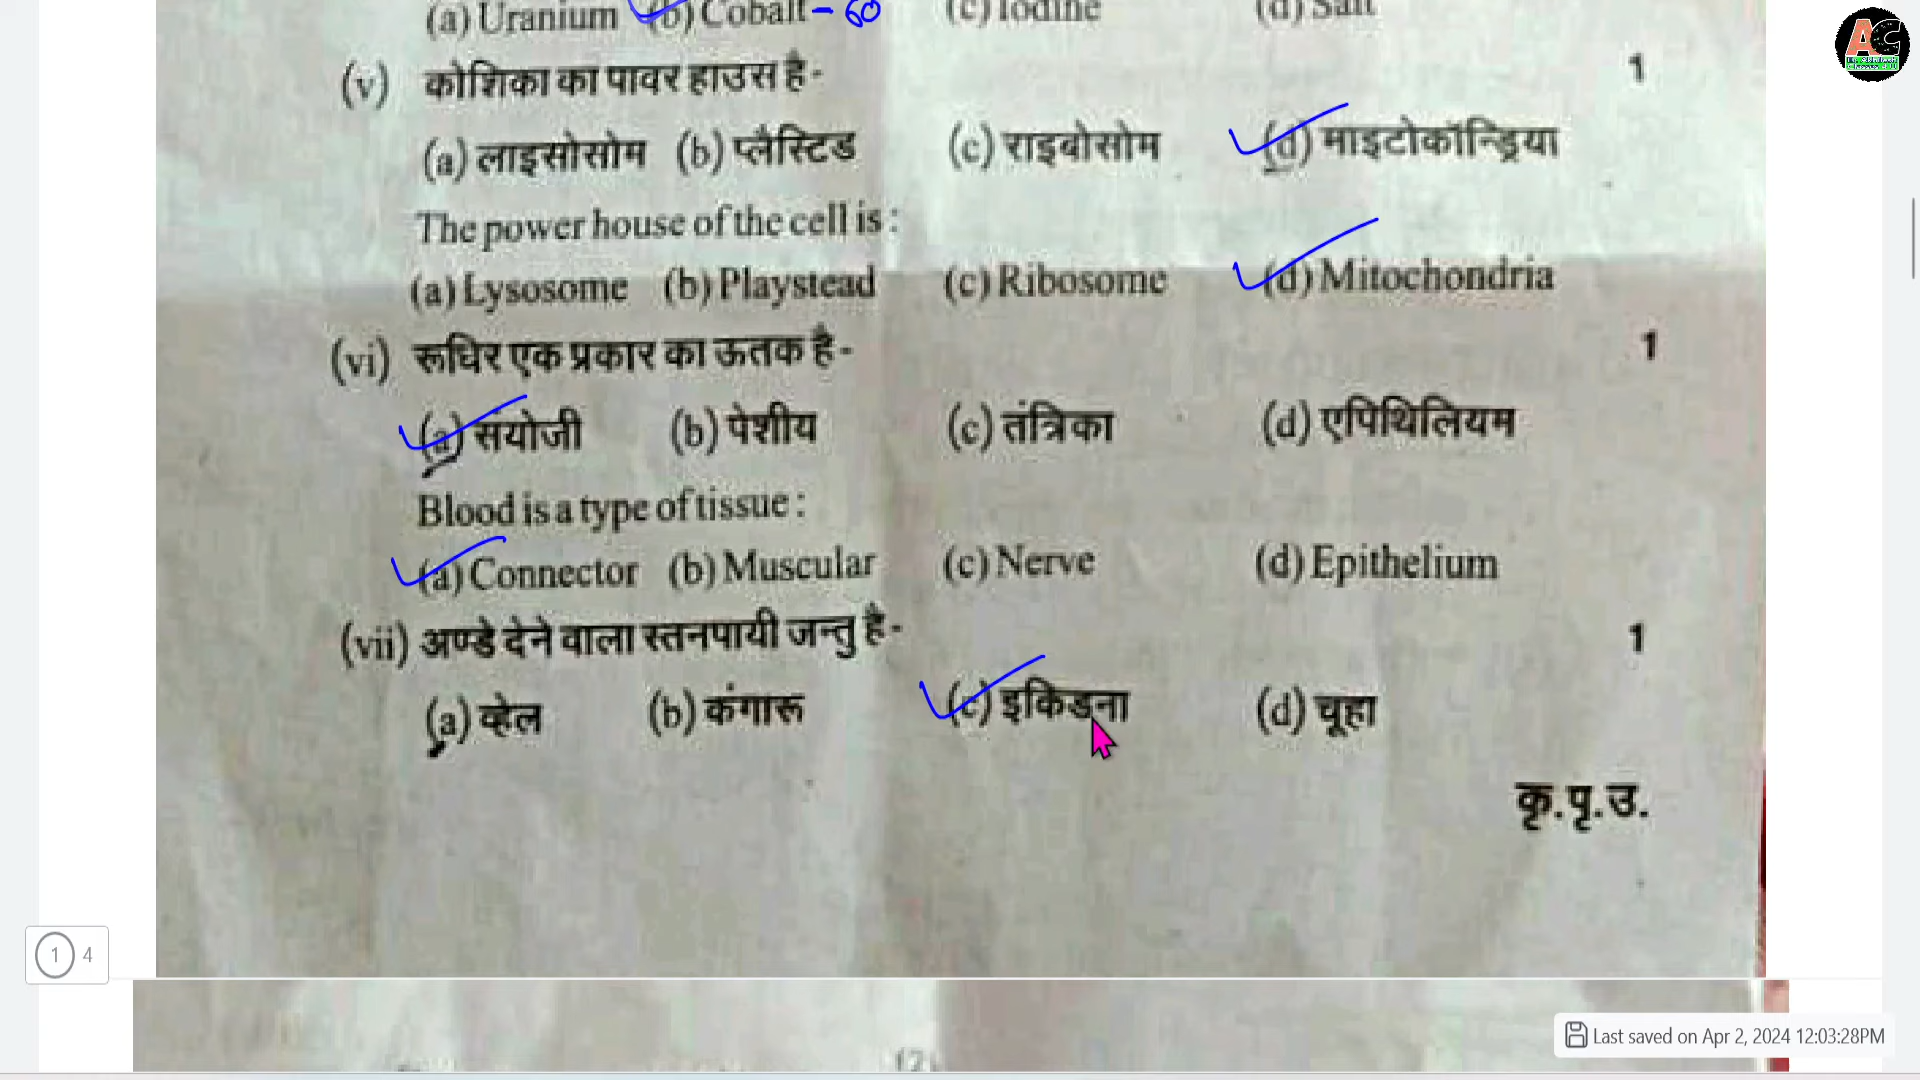 (a) Uranium (b) Cobalt - 60 (c) Iodine (d) Salt
(v) कोशिका का पावर हाउस है - 1
(a) लाइसोसोम (b) प्लैस्टिड (c) राइबोसोम (d) माइटोकॉन्ड्रिया
The power house of the cell is :
(a) Lysosome (b) Playstead (c) Ribosome (d) Mitochondria
(vi) रूधिर एक प्रकार का ऊतक है - 1
(a) संयोजी (b) पेशीय (c) तंत्रिका (d) एपिथिलियम
Blood is a type of tissue :
(a) Connector (b) Muscular (c) Nerve (d) Epithelium
(vii) अण्डे देने वाला स्तनपायी जन्तु है - 1
(a) व्हेल (b) कंगारू (c) इकिडना (d) चूहा
कृ.पृ.उ.
1 4
Last saved on Apr 2, 2024 12:03:28PM
AC